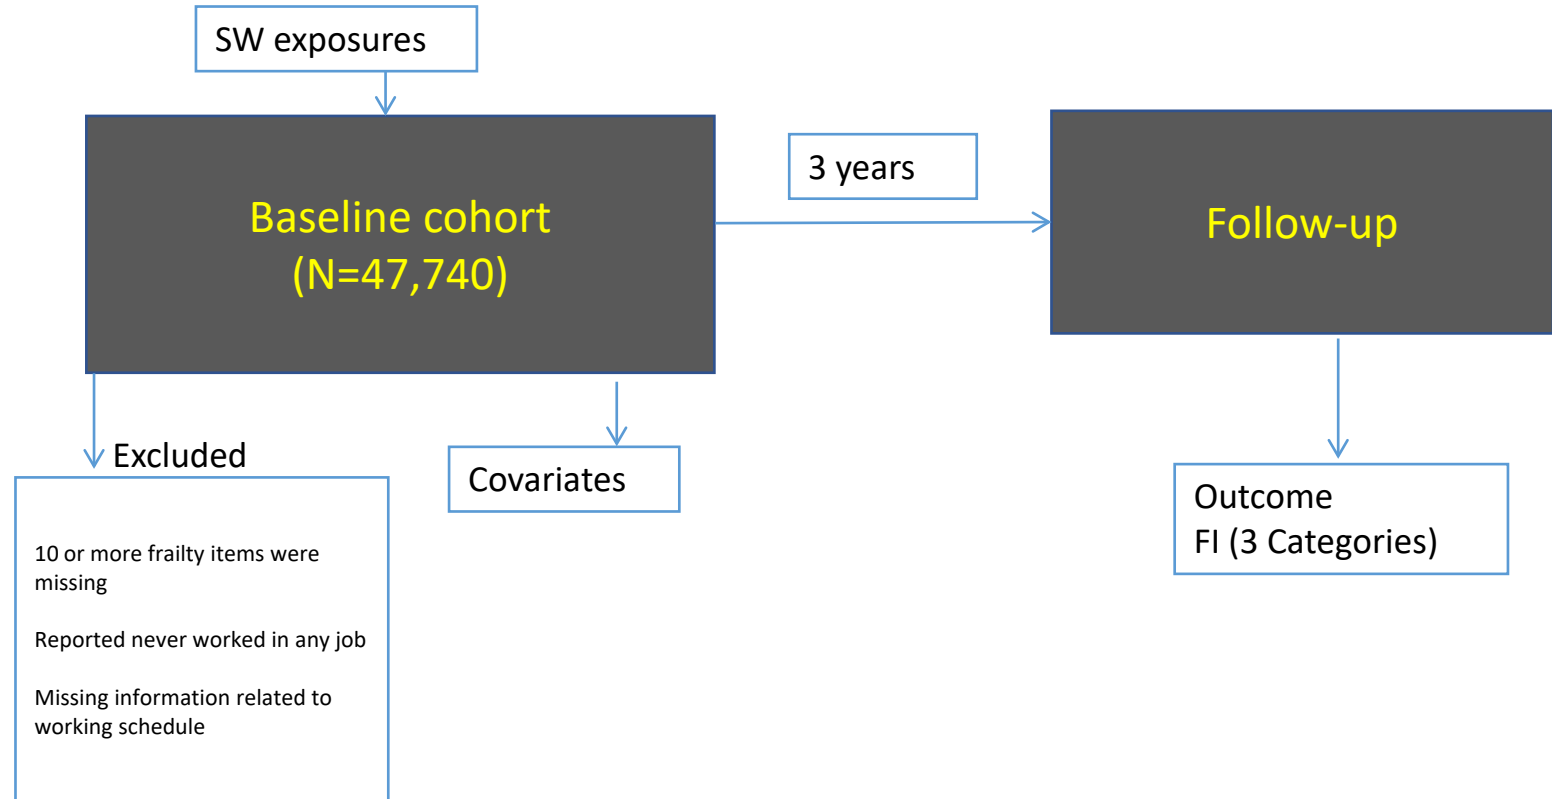 SW exposures
Baseline cohort
(N=47,740)
3 years
Follow-up
Excluded
10 or more frailty items were
missing
Reported never worked in any job
Missing information related to
working schedule
Covariates
Outcome
FI (3 Categories)